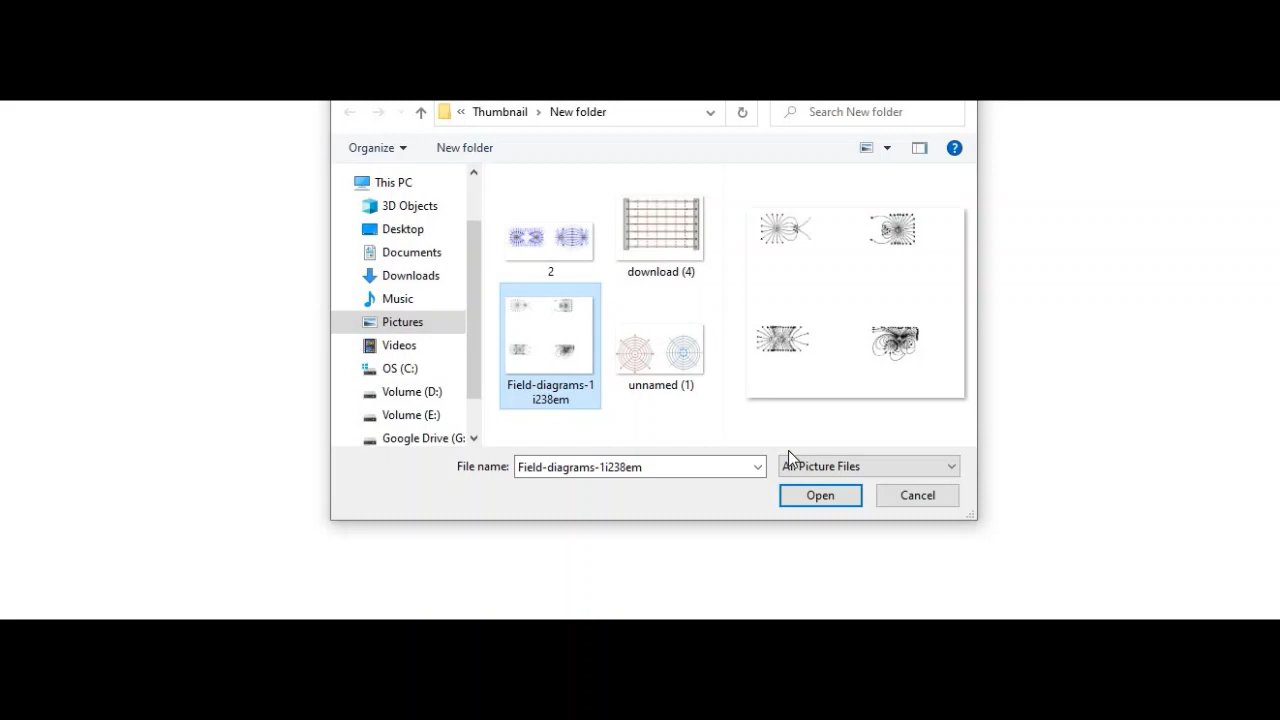 « Thumbnail › New folder
Search New folder
Organize
New folder
This PC
3D Objects
Desktop
Documents
Downloads
Music
Pictures
Videos
OS (C:)
Volume (D:)
Volume (E:)
Google Drive (G:
2
download (4)
Field-diagrams-1
i238em
unnamed (1)
File name:
Field-diagrams-1i238em
All Picture Files
Open
Cancel